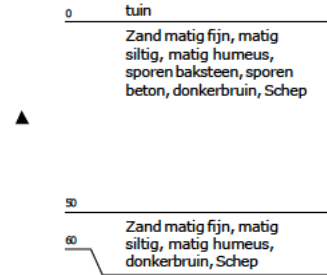 0 tuin
Zand matig fijn, matig
siltig, matig humeus,
sporen baksteen, sporen
beton, donkerbruin, Schep
50
60
Zand matig fijn, matig
siltig, matig humeus,
donkerbruin, Schep